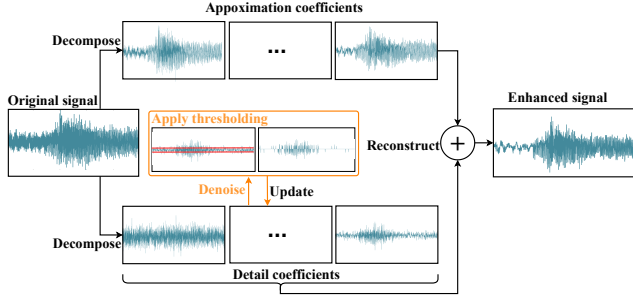 Appoximation coefficients
Decompose
...
Original signal
Apply thresholding
Enhanced signal
Reconstruct
+
Denoise
Update
Decompose
...
Detail coefficients